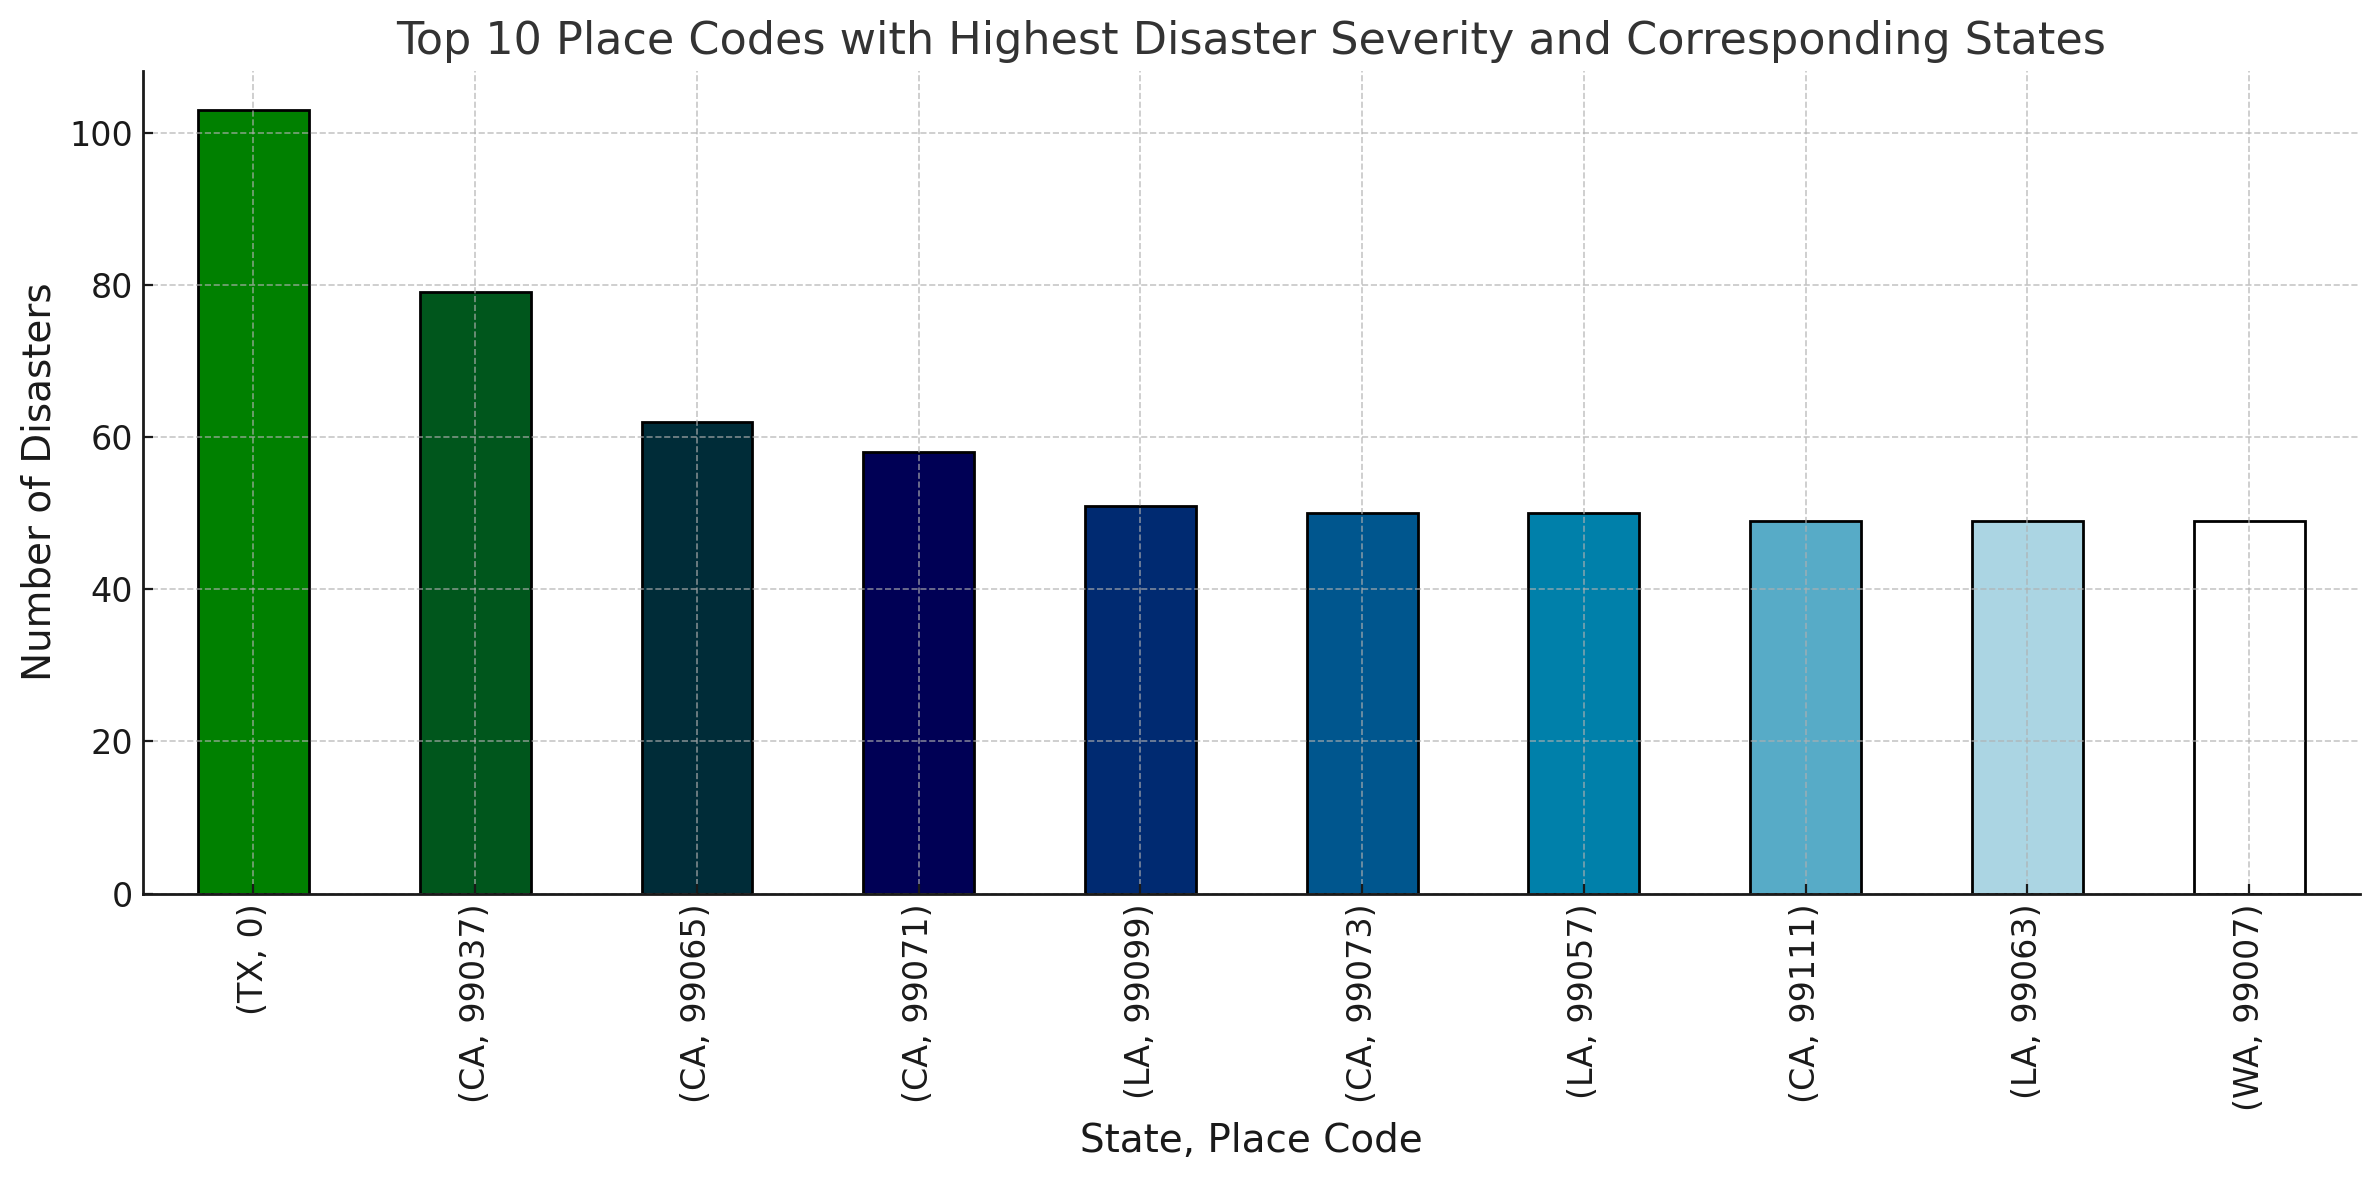 Top 10 Place Codes with Highest Disaster Severity and Corresponding States
Number of Disasters
100
80
60
40
20
0
(TX, 0)
(CA, 99037)
(CA, 99065)
(CA, 99071)
(LA, 99099)
(CA, 99073)
(LA, 99057)
(CA, 99111)
(LA, 99063)
(WA, 99007)
State, Place Code